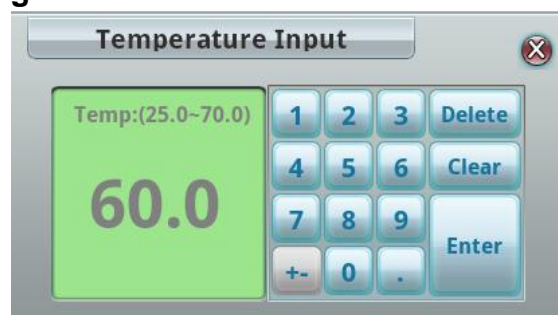 Temperature Input
Temp:(25.0~70.0)
60.0
1 2 3 Delete
4 5 6 Clear
7 8 9
+- 0 . Enter